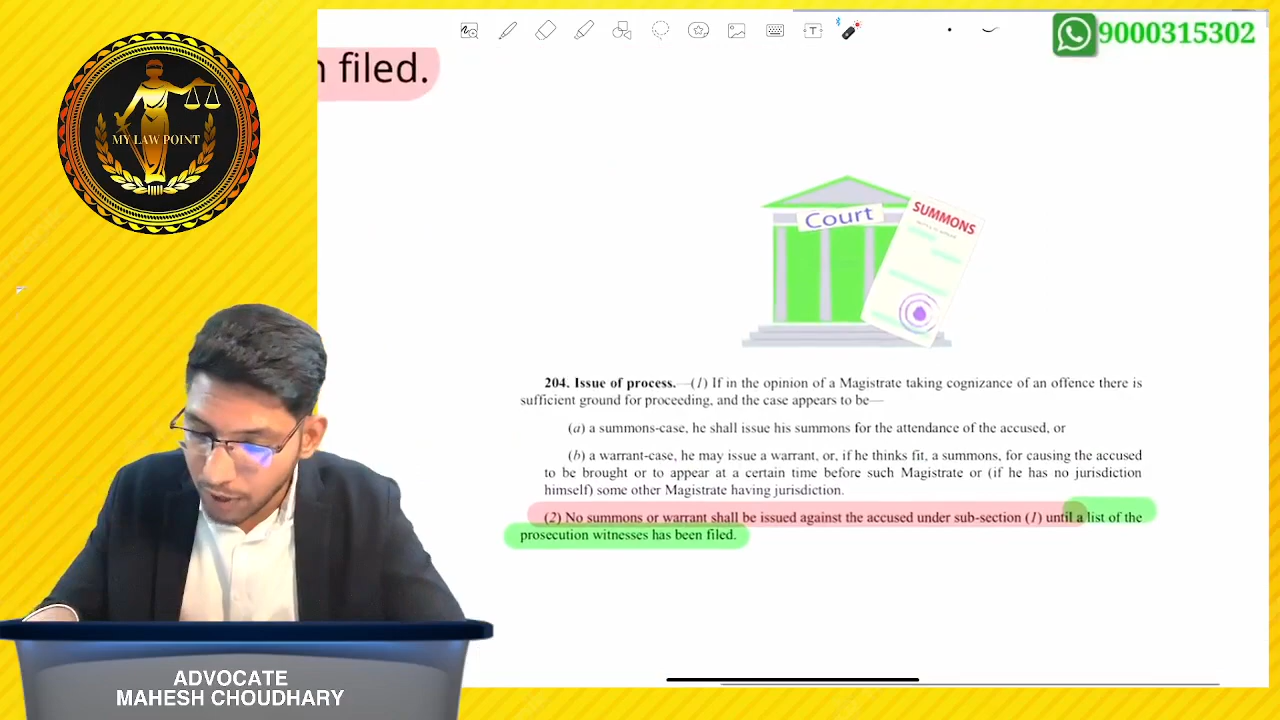 9000315302
n filed.
MY LAW POINT
Court
SUMMONS
204. Issue of process.—(1) If in the opinion of a Magistrate taking cognizance of an offence there is
sufficient ground for proceeding, and the case appears to be—
(a) a summons-case, he shall issue his summons for the attendance of the accused, or
(b) a warrant-case, he may issue a warrant, or, if he thinks fit, a summons, for causing the accused
to be brought or to appear at a certain time before such Magistrate or (if he has no jurisdiction
himself) some other Magistrate having jurisdiction.
(2) No summons or warrant shall be issued against the accused under sub-section (1) until a list of the
prosecution witnesses has been filed.
ADVOCATE
MAHESH CHOUDHARY